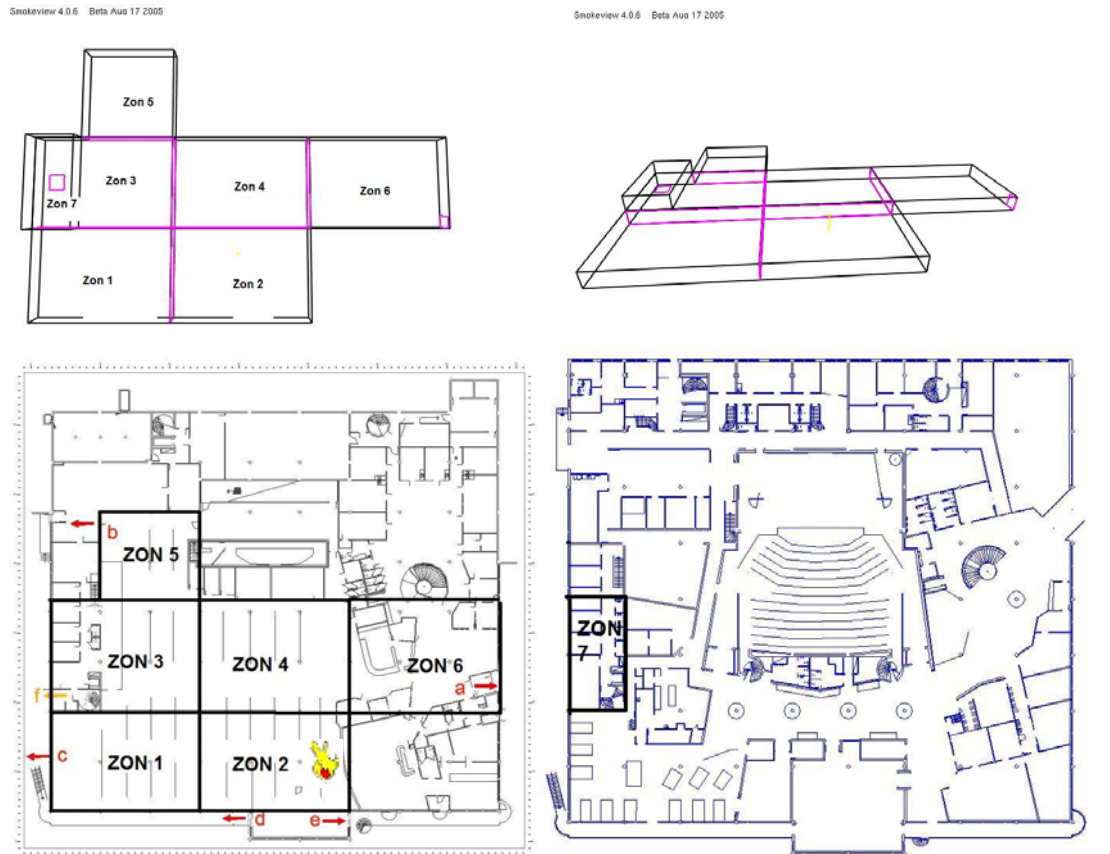 Smokeview 4.0.6 Beta Aug 17 2005
Smokeview 4.0.6 Beta Aug 17 2005
Zon 5
Zon 3
Zon 4
Zon 6
Zon 7
Zon 1
Zon 2
b
ZON 5
ZON 3
ZON 4
ZON 6
a
f
c
ZON 1
ZON 2
d
e
ZON
7